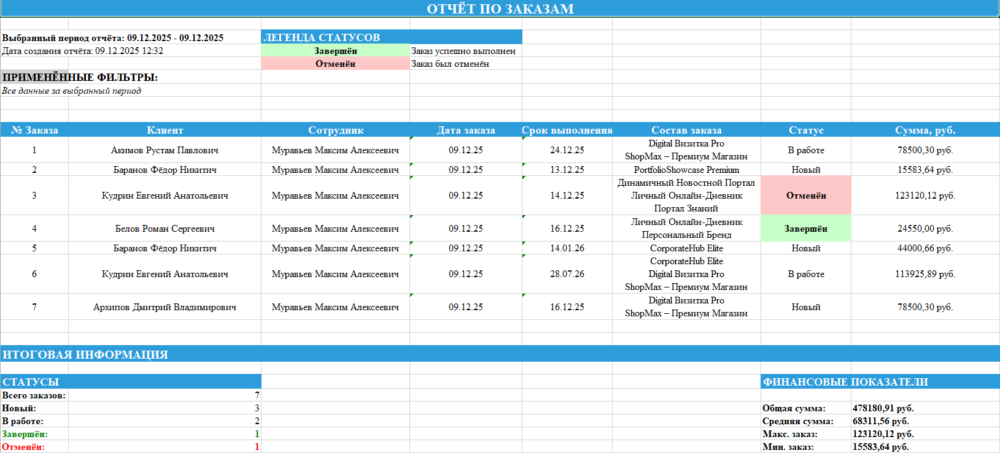 ОТЧЁТ ПО ЗАКАЗАМ
Выбранный период отчёта: 09.12.2025 - 09.12.2025 ЛЕГЕНДА СТАТУСОВ
Дата создания отчёта: 09.12.2025 12:32 Завершён Заказ успешно выполнен
Отменён Заказ был отменён
ПРИМЕНЁННЫЕ ФИЛЬТРЫ:
Все данные за выбранный период
№ Заказа Клиент Сотрудник Дата заказа Срок выполнения Состав заказа Статус Сумма, руб.
1 Акимов Рустам Павлович Муравьев Максим Алексеевич 09.12.25 24.12.25 Digital Визитка Pro В работе 78500,30 руб.
ShopMax – Премиум Магазин
2 Баранов Фёдор Никитич Муравьев Максим Алексеевич 09.12.25 13.12.25 PortfolioShowcase Premium Новый 15583,64 руб.
Динамичный Новостной Портал
3 Кудрин Евгений Анатольевич Муравьев Максим Алексеевич 09.12.25 14.12.25 Личный Онлайн-Дневник Отменён 123120,12 руб.
Портал Знаний
4 Белов Роман Сергеевич Муравьев Максим Алексеевич 09.12.25 16.12.25 Личный Онлайн-Дневник Завершён 24550,00 руб.
Персональный Бренд
5 Баранов Фёдор Никитич Муравьев Максим Алексеевич 09.12.25 14.01.26 CorporateHub Elite Новый 44000,66 руб.
CorporateHub Elite
6 Кудрин Евгений Анатольевич Муравьев Максим Алексеевич 09.12.25 28.07.26 Digital Визитка Pro В работе 113925,89 руб.
ShopMax – Премиум Магазин
7 Архипов Дмитрий Владимирович Муравьев Максим Алексеевич 09.12.25 16.12.25 Digital Визитка Pro Новый 78500,30 руб.
ShopMax – Премиум Магазин
ИТОГОВАЯ ИНФОРМАЦИЯ
СТАТУСЫ ФИНАНСОВЫЕ ПОКАЗАТЕЛИ
Всего заказов: 7
Новый: 3 Общая сумма: 478180,91 руб.
В работе: 2 Средняя сумма: 68311,56 руб.
Завершён: 1 Макс. заказ: 123120,12 руб.
Отменён: 1 Мин. заказ: 15583,64 руб.